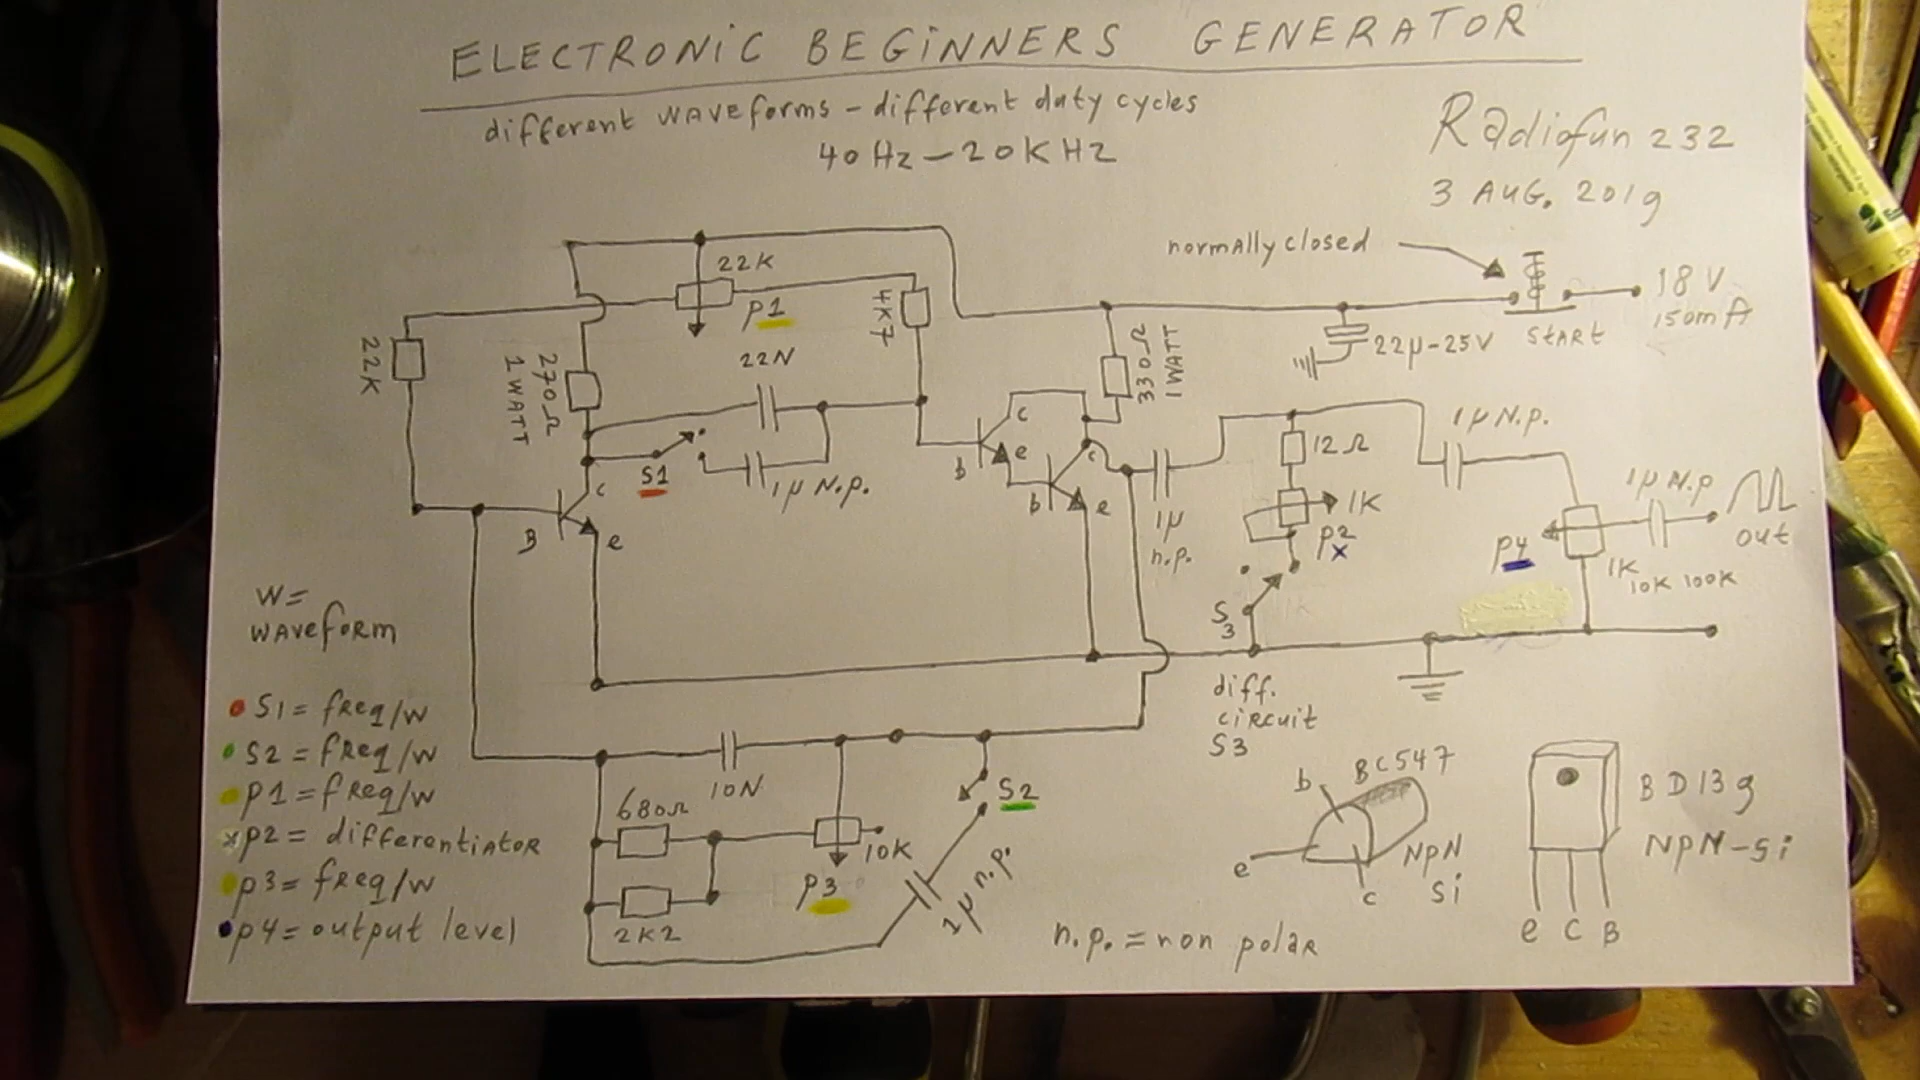 ELECTRONIC BEGINNERS GENERATOR
different WAVEforms - different duty cycles
40 Hz - 20 KHZ
Radiofun 232
3 AUG. 2019
normAlly closed
18 V
150 mA
START
22µ-25V
22K
P1
4K7
22K
270Ω
1 WATT
22N
330Ω
1 WATT
S1
1µ N.p.
c
B
e
c
e
b
c
b
e
1µ
n.p.
12Ω
1K
P2
x
S3
1µ N.p.
1µ N.p
out
P4
1K
10K 100K
W=
WAVEFORM
S1 = fReq/w
S2 = fReq/w
P1 = fReq/w
xp2 = differentiAtoR
p3 = fReq/w
p4 = output level
diff.
ciRcuit
S3
10N
680Ω
10K
P3
2K2
S2
1µ n.p.
n.p. = non polaR
b
BC547
NPN
Si
e
c
BD139
NPN-Si
e c B